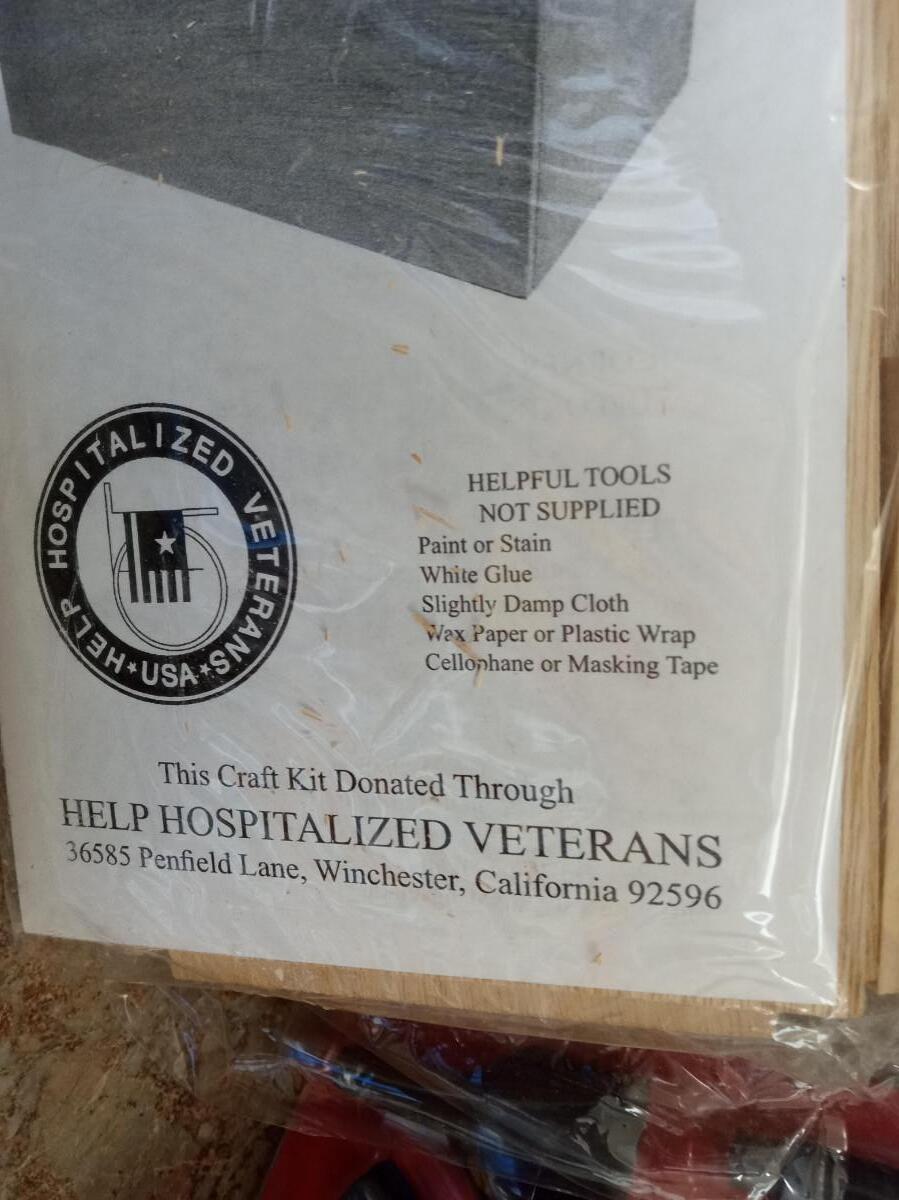 HELP HOSPITALIZED VETERANS
★ USA ★
HELPFUL TOOLS
NOT SUPPLIED
Paint or Stain
White Glue
Slightly Damp Cloth
Wax Paper or Plastic Wrap
Cellophane or Masking Tape
This Craft Kit Donated Through
HELP HOSPITALIZED VETERANS
36585 Penfield Lane, Winchester, California 92596